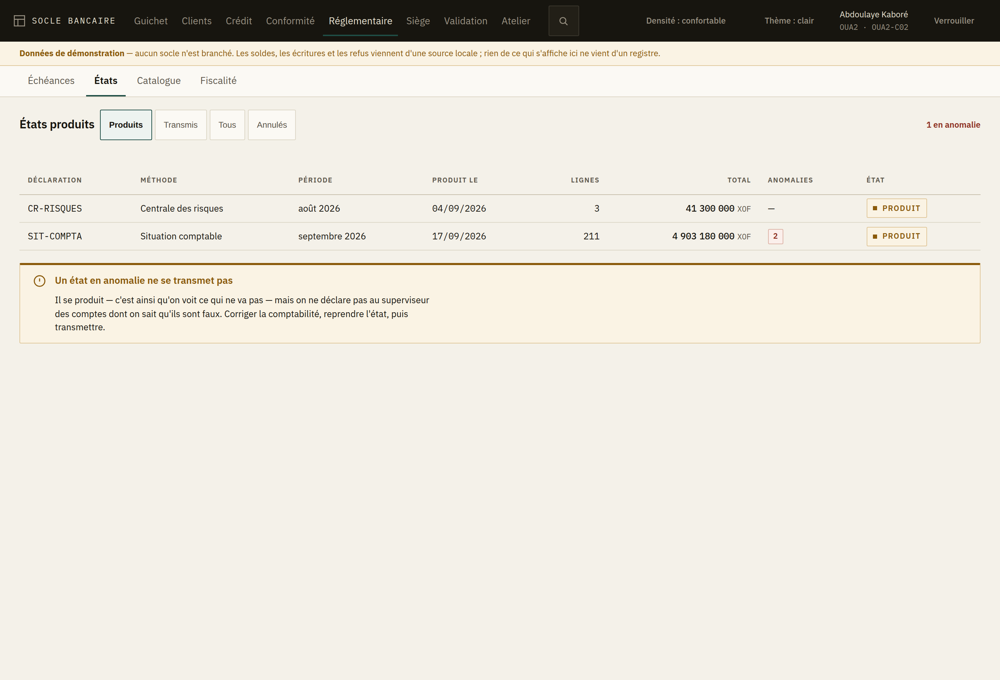 SOCLE BANCAIRE Guichet Clients Crédit Conformité Réglementaire Siège Validation Atelier Densité : confortable Thème : clair Abdoulaye Kaboré Verrouiller
OUA2 · OUA2-C02
Données de démonstration — aucun socle n'est branché. Les soldes, les écritures et les refus viennent d'une source locale ; rien de ce qui s'affiche ici ne vient d'un registre.
Échéances États Catalogue Fiscalité
États produits Produits Transmis Tous Annulés 1 en anomalie
DÉCLARATION MÉTHODE PÉRIODE PRODUIT LE LIGNES TOTAL ANOMALIES ÉTAT
CR-RISQUES Centrale des risques août 2026 04/09/2026 3 41 300 000 XOF — PRODUIT
SIT-COMPTA Situation comptable septembre 2026 17/09/2026 211 4 903 180 000 XOF 2 PRODUIT
Un état en anomalie ne se transmet pas
Il se produit — c'est ainsi qu'on voit ce qui ne va pas — mais on ne déclare pas au superviseur
des comptes dont on sait qu'ils sont faux. Corriger la comptabilité, reprendre l'état, puis
transmettre.